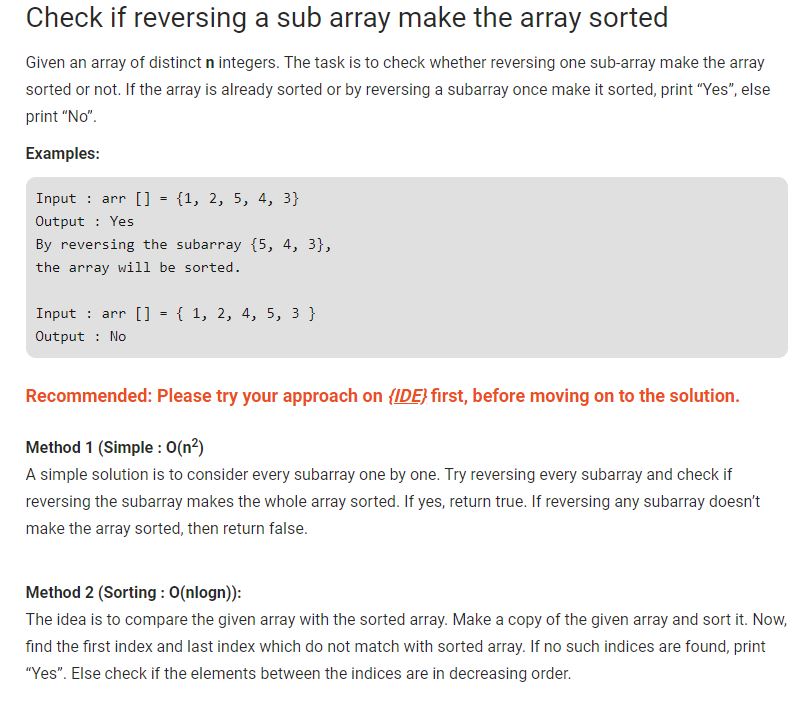 Check if reversing a sub array make the array sorted
Given an array of distinct n integers. The task is to check whether reversing one sub-array make the array
sorted or not. If the array is already sorted or by reversing a subarray once make it sorted, print “Yes”, else
print “No”.
Examples:
Input : arr [] = {1, 2, 5, 4, 3}
Output : Yes
By reversing the subarray {5, 4, 3},
the array will be sorted.
Input : arr [] = { 1, 2, 4, 5, 3 }
Output : No
Recommended: Please try your approach on {IDE} first, before moving on to the solution.
Method 1 (Simple : O(n²)
A simple solution is to consider every subarray one by one. Try reversing every subarray and check if
reversing the subarray makes the whole array sorted. If yes, return true. If reversing any subarray doesn’t
make the array sorted, then return false.
Method 2 (Sorting : O(nlogn)):
The idea is to compare the given array with the sorted array. Make a copy of the given array and sort it. Now,
find the first index and last index which do not match with sorted array. If no such indices are found, print
“Yes”. Else check if the elements between the indices are in decreasing order.